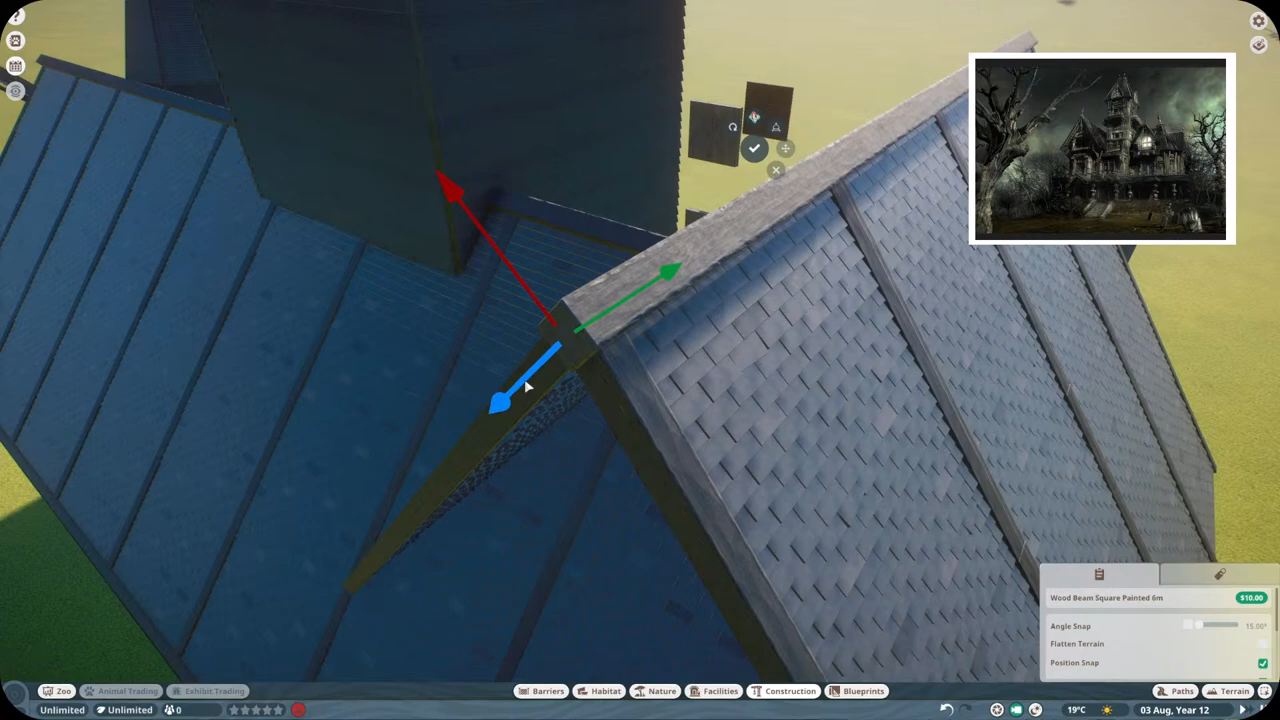 Wood Beam Square Painted 6m
$10.00
Angle Snap
15.00°
Flatten Terrain
Position Snap
Zoo
Animal Trading
Exhibit Trading
Barriers
Habitat
Nature
Facilities
Construction
Blueprints
Paths
Terrain
Unlimited
Unlimited
0
19°C
03 Aug, Year 12